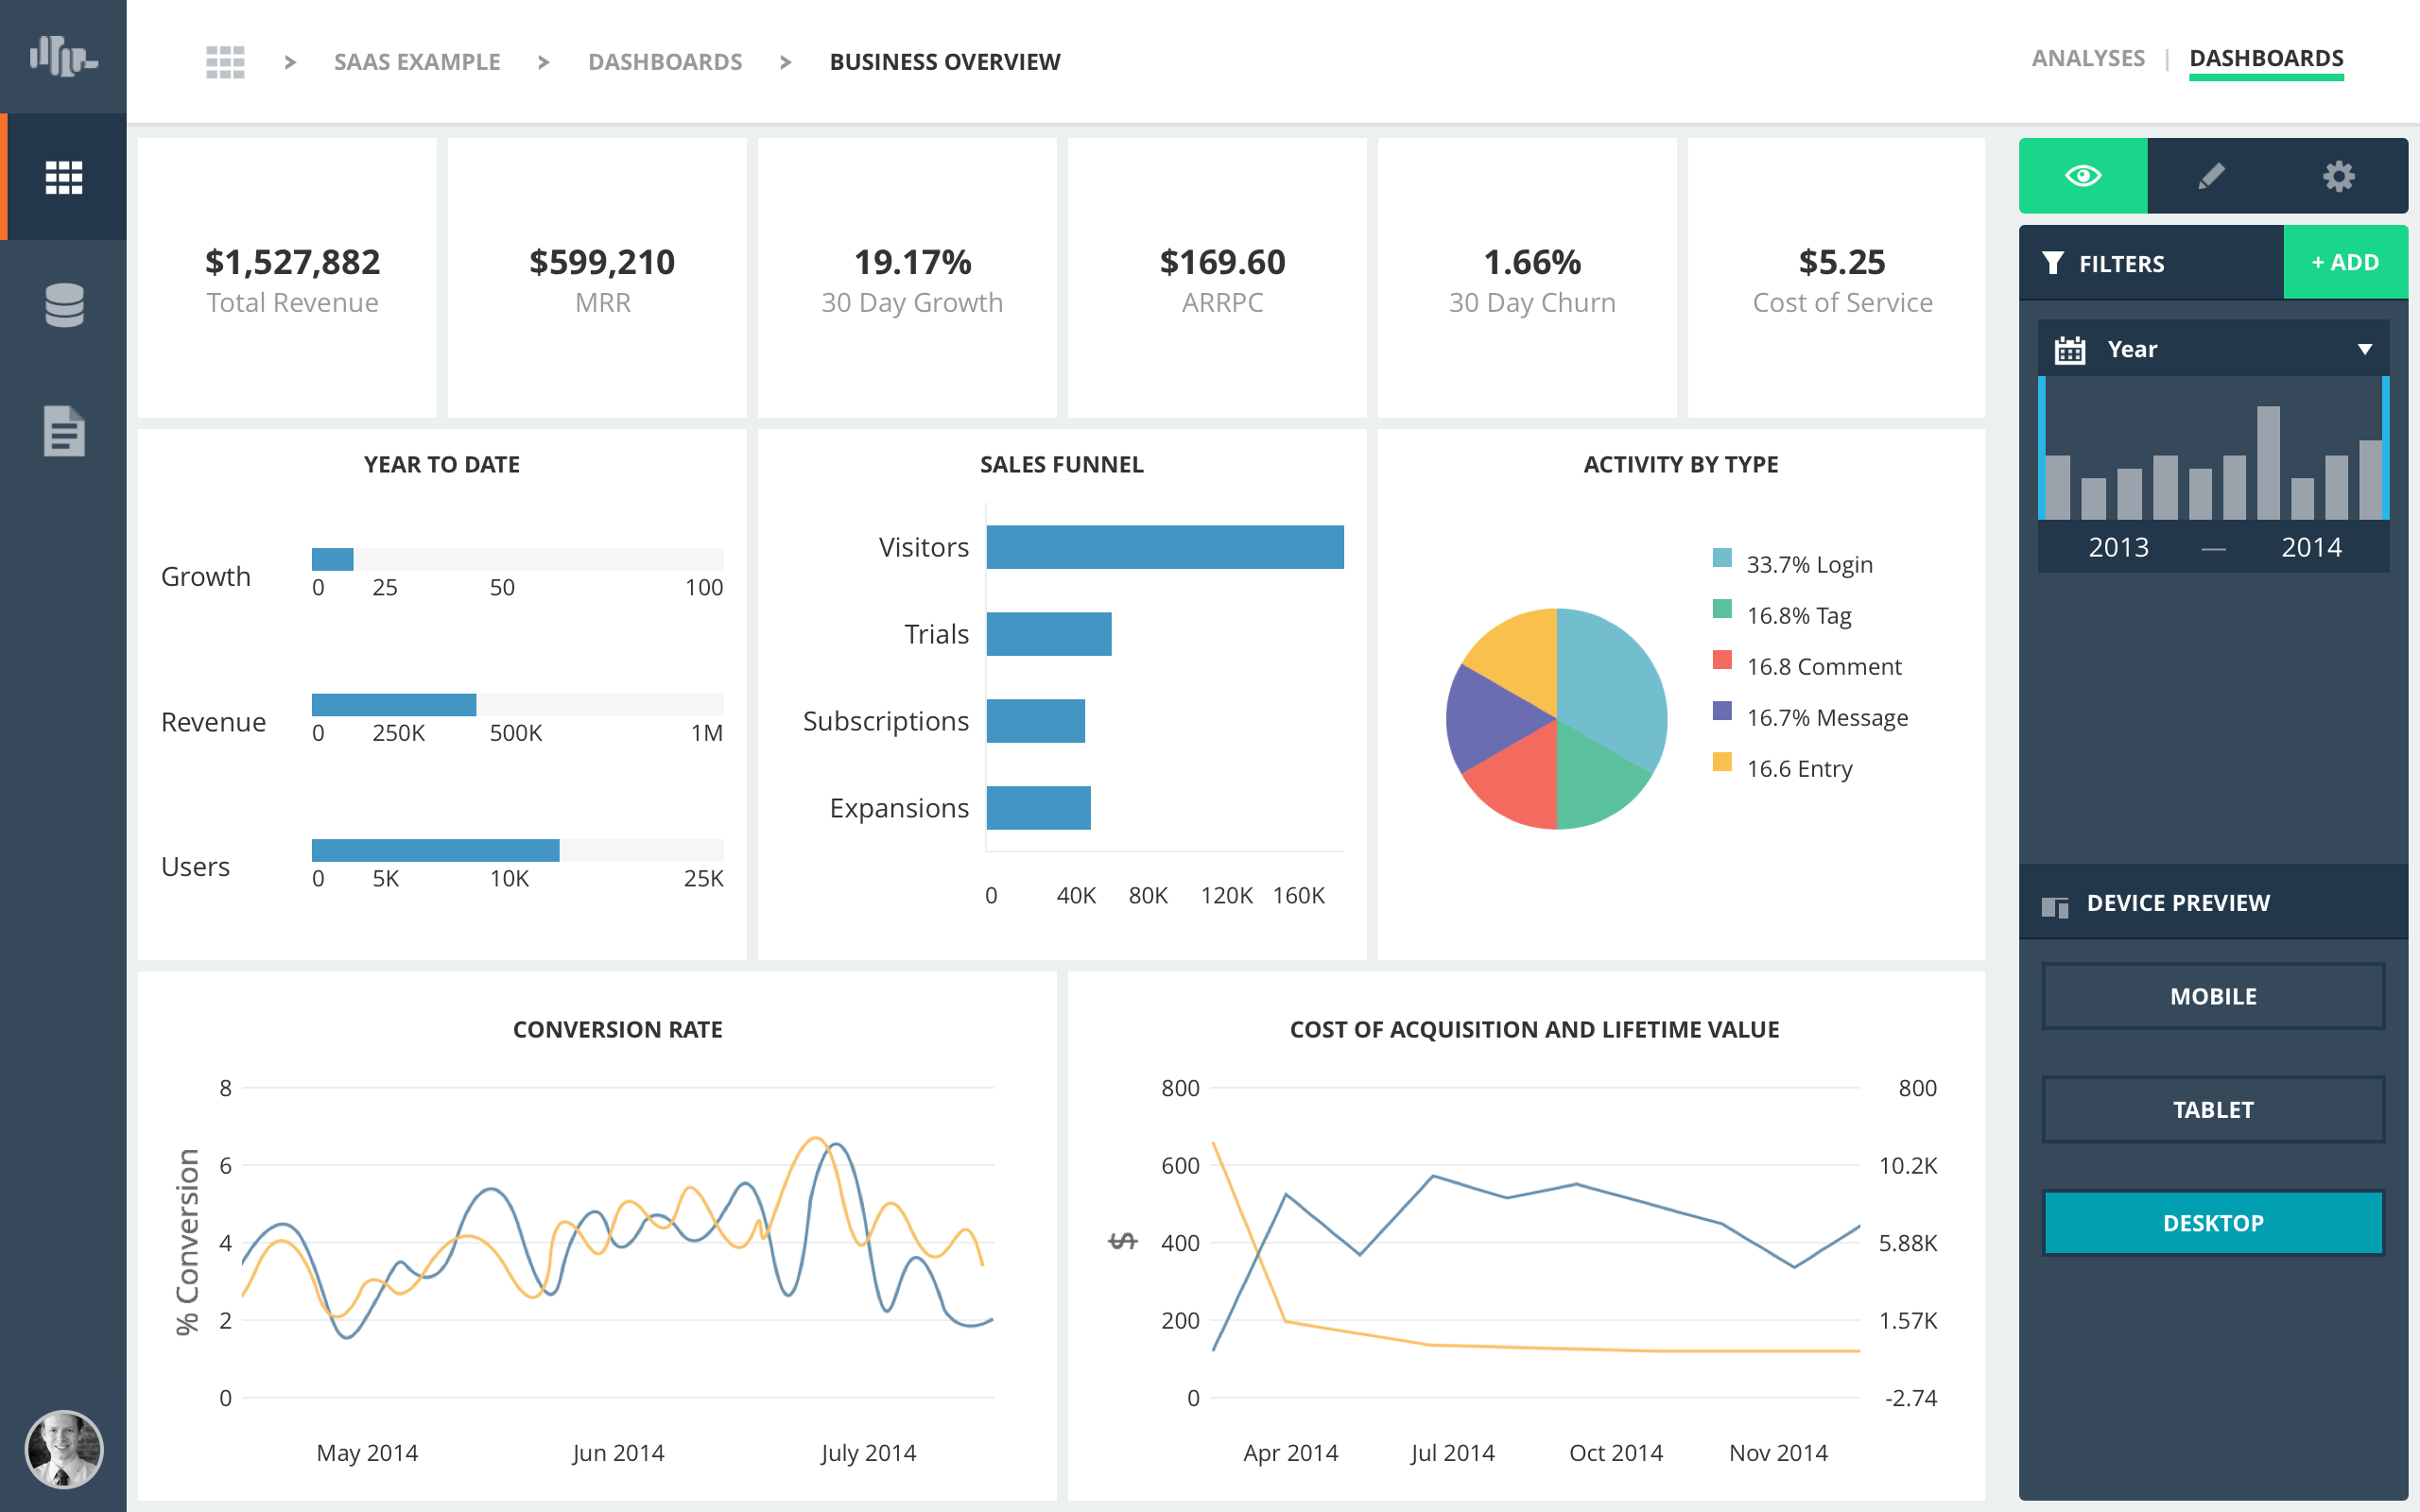 > SAAS EXAMPLE > DASHBOARDS > BUSINESS OVERVIEW
ANALYSES | DASHBOARDS
$1,527,882
Total Revenue
$599,210
MRR
19.17%
30 Day Growth
$169.60
ARRPC
1.66%
30 Day Churn
$5.25
Cost of Service
YEAR TO DATE
Growth
0 25 50 100
Revenue
0 250K 500K 1M
Users
0 5K 10K 25K
SALES FUNNEL
Visitors
Trials
Subscriptions
Expansions
0 40K 80K 120K 160K
ACTIVITY BY TYPE
33.7% Login
16.8% Tag
16.8 Comment
16.7% Message
16.6 Entry
CONVERSION RATE
% Conversion
8
6
4
2
0
May 2014 Jun 2014 July 2014
COST OF ACQUISITION AND LIFETIME VALUE
$
800 800
600 10.2K
400 5.88K
200 1.57K
0 -2.74
Apr 2014 Jul 2014 Oct 2014 Nov 2014
FILTERS
+ ADD
Year
2013 — 2014
DEVICE PREVIEW
MOBILE
TABLET
DESKTOP